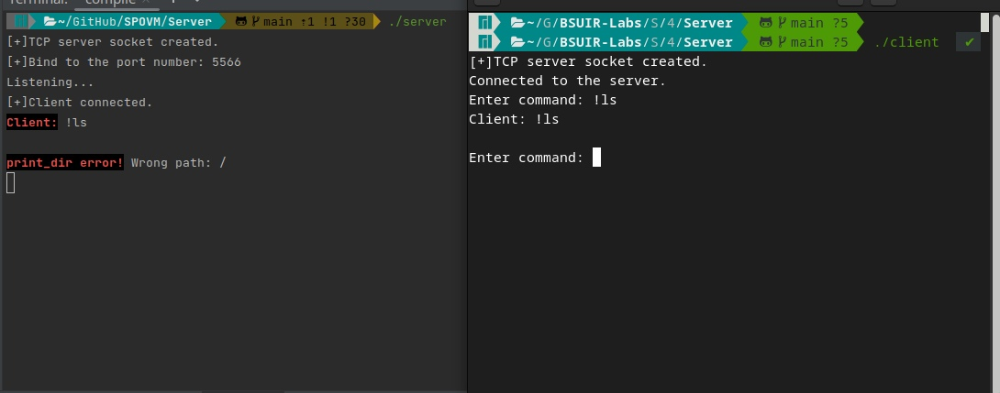 Terminal: compile ×
~/GitHub/SPOVM/Server main ↑1 !1 ?30 ./server
[+]TCP server socket created.
[+]Bind to the port number: 5566
Listening...
[+]Client connected.
Client: !ls
print_dir error! Wrong path: /
~/G/BSUIR-Labs/S/4/Server main ?5
~/G/BSUIR-Labs/S/4/Server main ?5 ./client ✔
[+]TCP server socket created.
Connected to the server.
Enter command: !ls
Client: !ls
Enter command: